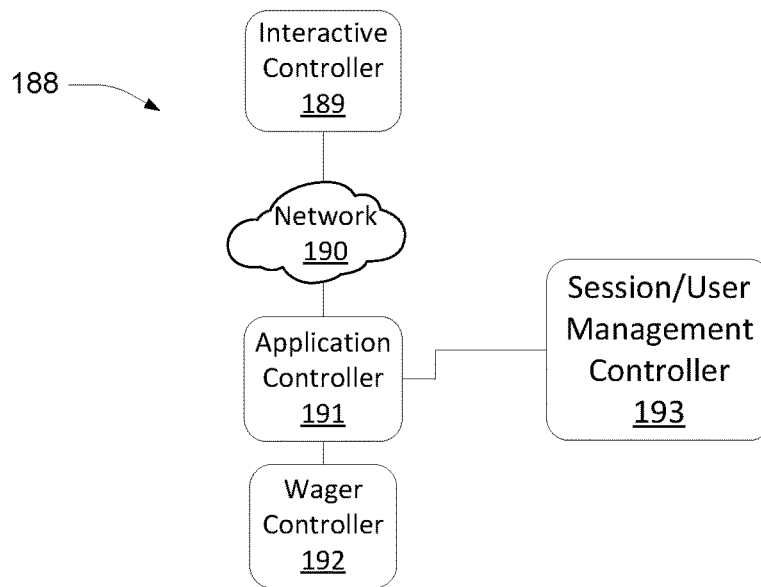 Interactive
Controller
189
188
Network
190
Application
Controller
191
Session/User
Management
Controller
193
Wager
Controller
192